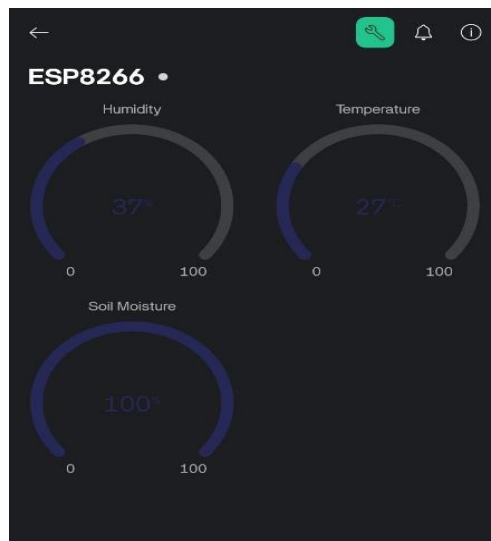 ESP8266
Humidity
37%
0 100
Temperature
27°C
0 100
Soil Moisture
100%
0 100